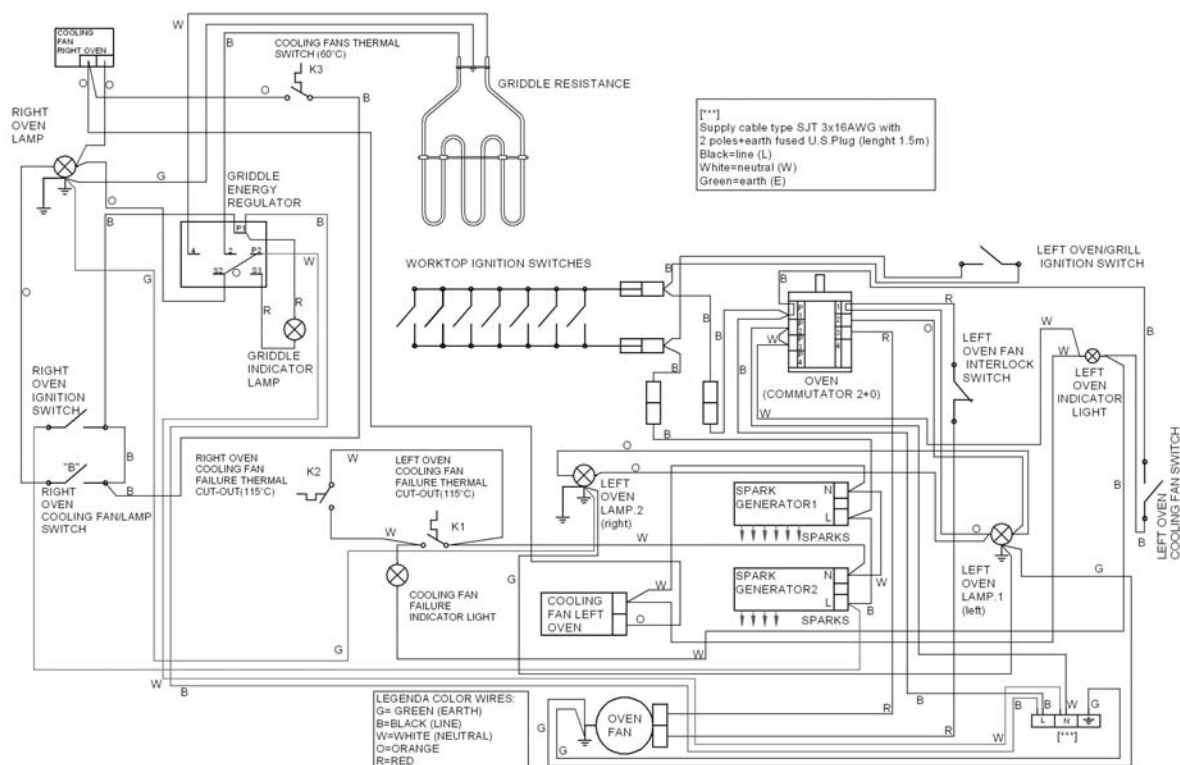 COOLING
FAN
RIGHT OVEN
W
B
COOLING FANS THERMAL
SWITCH (60°C)
K3
O
O
O
B
GRIDDLE RESISTANCE
RIGHT
OVEN
LAMP
[***]
Supply cable type SJT 3x16AWG with
2 poles+earth fused U.S.Plug (lenght 1.5m)
Black=line (L)
White=neutral (W)
Green=earth (E)
G
O
GRIDDLE
ENERGY
REGULATOR
B
B
P1
4
2
P2
W
S2
O
S1
G
O
R
R
GRIDDLE
INDICATOR
LAMP
WORKTOP IGNITION SWITCHES
B
B
B
B
LEFT OVEN/GRILL
IGNITION SWITCH
B
R
O
W
W
B
R
B
W
LEFT
OVEN FAN
INTERLOCK
SWITCH
LEFT
OVEN
INDICATOR
LIGHT
B
OVEN
(COMMUTATOR 2+0)
W
B
RIGHT
OVEN
IGNITION
SWITCH
B
"B"
B
RIGHT
OVEN
COOLING FAN/LAMP
SWITCH
RIGHT OVEN
COOLING FAN
FAILURE THERMAL
CUT-OUT(115°C)
K2
W
LEFT OVEN
COOLING FAN
FAILURE THERMAL
CUT-OUT(115°C)
K1
W
W
O
O
LEFT
OVEN
LAMP.2
(right)
SPARK
GENERATOR1
N
L
SPARKS
SPARK
GENERATOR2
N
L
SPARKS
W
B
O
LEFT
OVEN
LAMP.1
(left)
G
B
B
LEFT OVEN
COOLING FAN SWITCH
COOLING FAN
FAILURE
INDICATOR LIGHT
G
COOLING
FAN LEFT
OVEN
W
O
G
W
W
B
LEGENDA COLOR WIRES:
G= GREEN (EARTH)
B=BLACK (LINE)
W=WHITE (NEUTRAL)
O=ORANGE
R=RED
G
G
OVEN
FAN
R
R
B
W
B
B
B
W
G
L
N
[***]